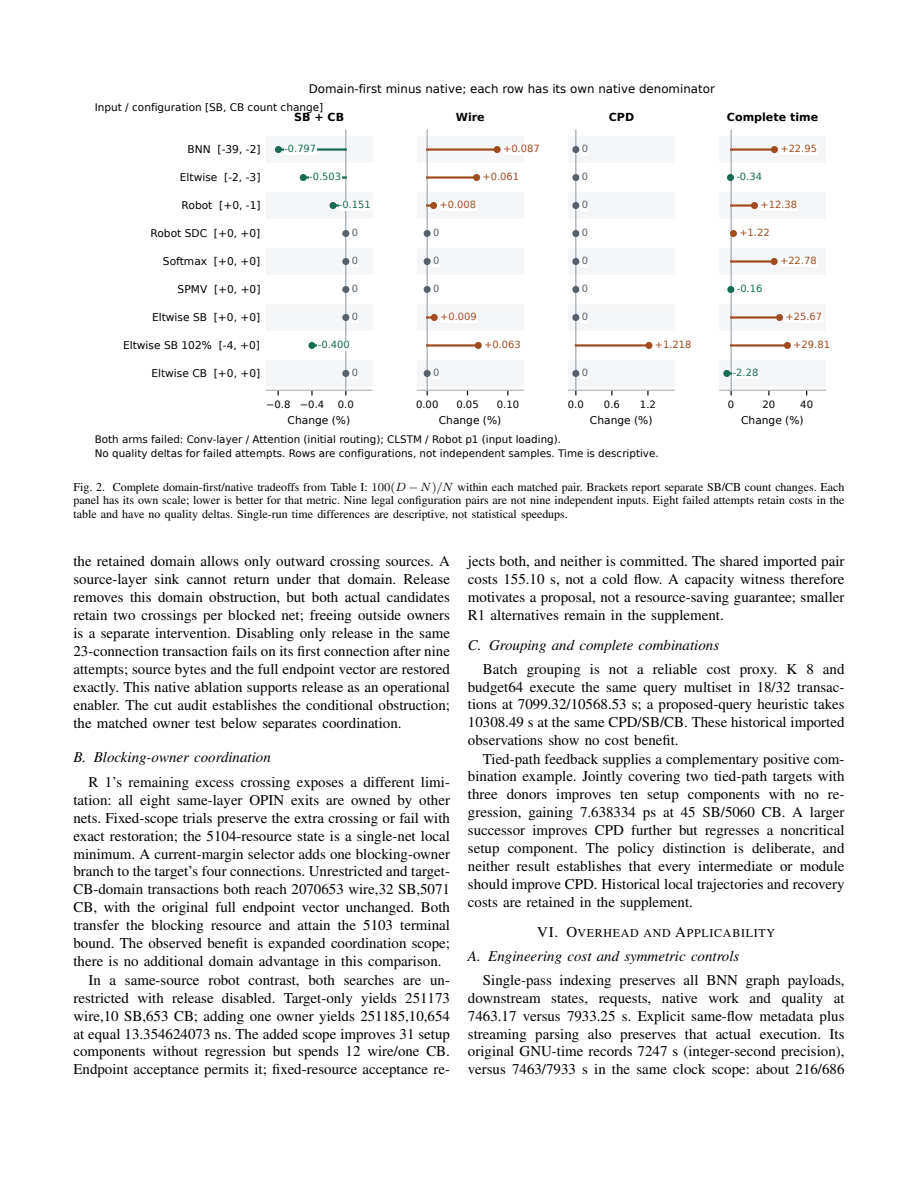 Domain-first minus native; each row has its own native denominator
Input / configuration [SB, CB count change]
SB + CB Wire CPD Complete time
BNN [-39, -2] -0.797 +0.087 0 +22.95
Eltwise [-2, -3] -0.503 +0.061 0 -0.34
Robot [+0, -1] -0.151 +0.008 0 +12.38
Robot SDC [+0, +0] 0 0 0 +1.22
Softmax [+0, +0] 0 0 0 +22.78
SPMV [+0, +0] 0 0 0 -0.16
Eltwise SB [+0, +0] 0 +0.009 0 +25.67
Eltwise SB 102% [-4, +0] -0.400 +0.063 +1.218 +29.81
Eltwise CB [+0, +0] 0 0 0 -2.28
−0.8 −0.4 0.0 0.00 0.05 0.10 0.0 0.6 1.2 0 20 40
Change (%) Change (%) Change (%) Change (%)
Both arms failed: Conv-layer / Attention (initial routing); CLSTM / Robot p1 (input loading).
No quality deltas for failed attempts. Rows are configurations, not independent samples. Time is descriptive.
Fig. 2. Complete domain-first/native tradeoffs from Table I: 100(D − N)/N within each matched pair. Brackets report separate SB/CB count changes. Each
panel has its own scale; lower is better for that metric. Nine legal configuration pairs are not nine independent inputs. Eight failed attempts retain costs in the
table and have no quality deltas. Single-run time differences are descriptive, not statistical speedups.
the retained domain allows only outward crossing sources. A
source-layer sink cannot return under that domain. Release
removes this domain obstruction, but both actual candidates
retain two crossings per blocked net; freeing outside owners
is a separate intervention. Disabling only release in the same
23-connection transaction fails on its first connection after nine
attempts; source bytes and the full endpoint vector are restored
exactly. This native ablation supports release as an operational
enabler. The cut audit establishes the conditional obstruction;
the matched owner test below separates coordination.
B. Blocking-owner coordination
R 1's remaining excess crossing exposes a different limi-
tation: all eight same-layer OPIN exits are owned by other
nets. Fixed-scope trials preserve the extra crossing or fail with
exact restoration; the 5104-resource state is a single-net local
minimum. A current-margin selector adds one blocking-owner
branch to the target's four connections. Unrestricted and target-
CB-domain transactions both reach 2070653 wire,32 SB,5071
CB, with the original full endpoint vector unchanged. Both
transfer the blocking resource and attain the 5103 terminal
bound. The observed benefit is expanded coordination scope;
there is no additional domain advantage in this comparison.
In a same-source robot contrast, both searches are un-
restricted with release disabled. Target-only yields 251173
wire,10 SB,653 CB; adding one owner yields 251185,10,654
at equal 13.354624073 ns. The added scope improves 31 setup
components without regression but spends 12 wire/one CB.
Endpoint acceptance permits it; fixed-resource acceptance re-
jects both, and neither is committed. The shared imported pair
costs 155.10 s, not a cold flow. A capacity witness therefore
motivates a proposal, not a resource-saving guarantee; smaller
R1 alternatives remain in the supplement.
C. Grouping and complete combinations
Batch grouping is not a reliable cost proxy. K 8 and
budget64 execute the same query multiset in 18/32 transac-
tions at 7099.32/10568.53 s; a proposed-query heuristic takes
10308.49 s at the same CPD/SB/CB. These historical imported
observations show no cost benefit.
Tied-path feedback supplies a complementary positive com-
bination example. Jointly covering two tied-path targets with
three donors improves ten setup components with no re-
gression, gaining 7.638334 ps at 45 SB/5060 CB. A larger
successor improves CPD further but regresses a noncritical
setup component. The policy distinction is deliberate, and
neither result establishes that every intermediate or module
should improve CPD. Historical local trajectories and recovery
costs are retained in the supplement.
VI. OVERHEAD AND APPLICABILITY
A. Engineering cost and symmetric controls
Single-pass indexing preserves all BNN graph payloads,
downstream states, requests, native work and quality at
7463.17 versus 7933.25 s. Explicit same-flow metadata plus
streaming parsing also preserves that actual execution. Its
original GNU-time records 7247 s (integer-second precision),
versus 7463/7933 s in the same clock scope: about 216/686